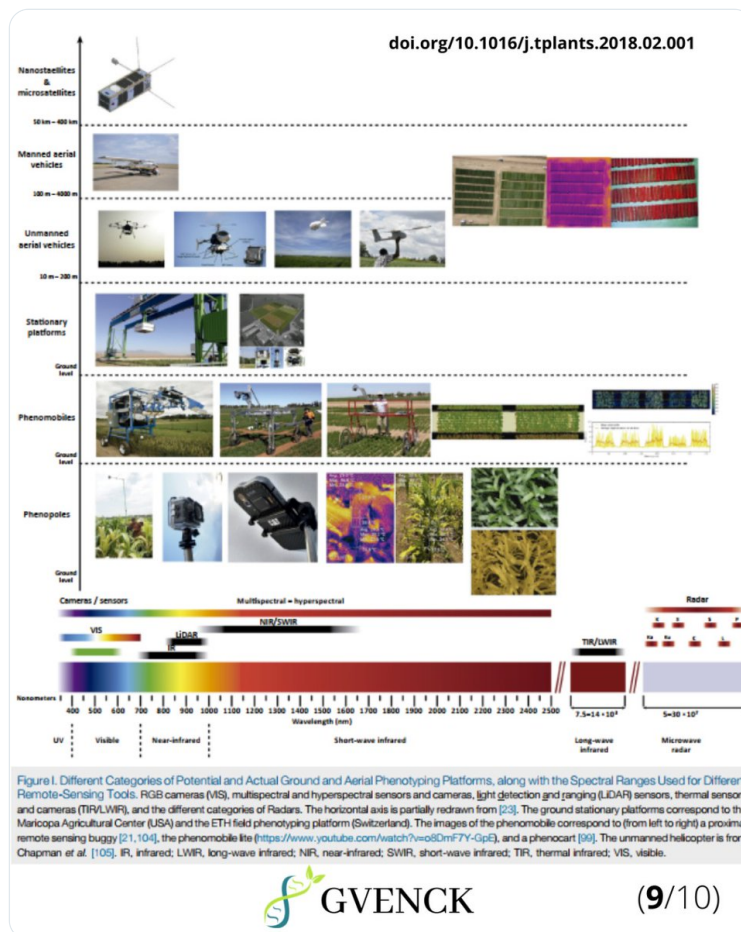 doi.org/10.1016/j.tplants.2018.02.001
Nanostaellites
&
microsatellites
50 km – 400 km
Manned aerial
vehicles
100 m – 4000 m
Unmanned
aerial vehicles
10 m – 200 m
Stationary
platforms
Ground
level
Phenomobiles
Ground
level
Phenopoles
Ground
level
Cameras / sensors
Multispectral – hyperspectral
Radar
VIS
LiDAR
NIR/SWIR
IR
TIR/LWIR
K X S P
Ka Ku C L
Nanometers
400 500 600 700 800 900 1000 1100 1200 1300 1400 1500 1600 1700 1800 1900 2000 2100 2200 2300 2400 2500
Wavelength (nm)
7.5–14 * 10³
5–30 * 10⁷
UV
Visible
Near-infrared
Short-wave infrared
Long-wave
infrared
Microwave
radar
Figure I. Different Categories of Potential and Actual Ground and Aerial Phenotyping Platforms, along with the Spectral Ranges Used for Differen
Remote-Sensing Tools. RGB cameras (VIS), multispectral and hyperspectral sensors and cameras, light detection and ranging (LiDAR) sensors, thermal sensor
and cameras (TIR/LWIR), and the different categories of Radars. The horizontal axis is partially redrawn from [23]. The ground stationary platforms correspond to th
Maricopa Agricultural Center (USA) and the ETH field phenotyping platform (Switzerland). The images of the phenomobile correspond to (from left to right) a proxima
remote sensing buggy [21,104], the phenomobile lite (https://www.youtube.com/watch?v=o8DmF7Y-GpE), and a phenocart [99]. The unmanned helicopter is from
Chapman et al. [105]. IR, infrared; LWIR, long-wave infrared; NIR, near-infrared; SWIR, short-wave infrared; TIR, thermal infrared; VIS, visible.
GVENCK
(9/10)